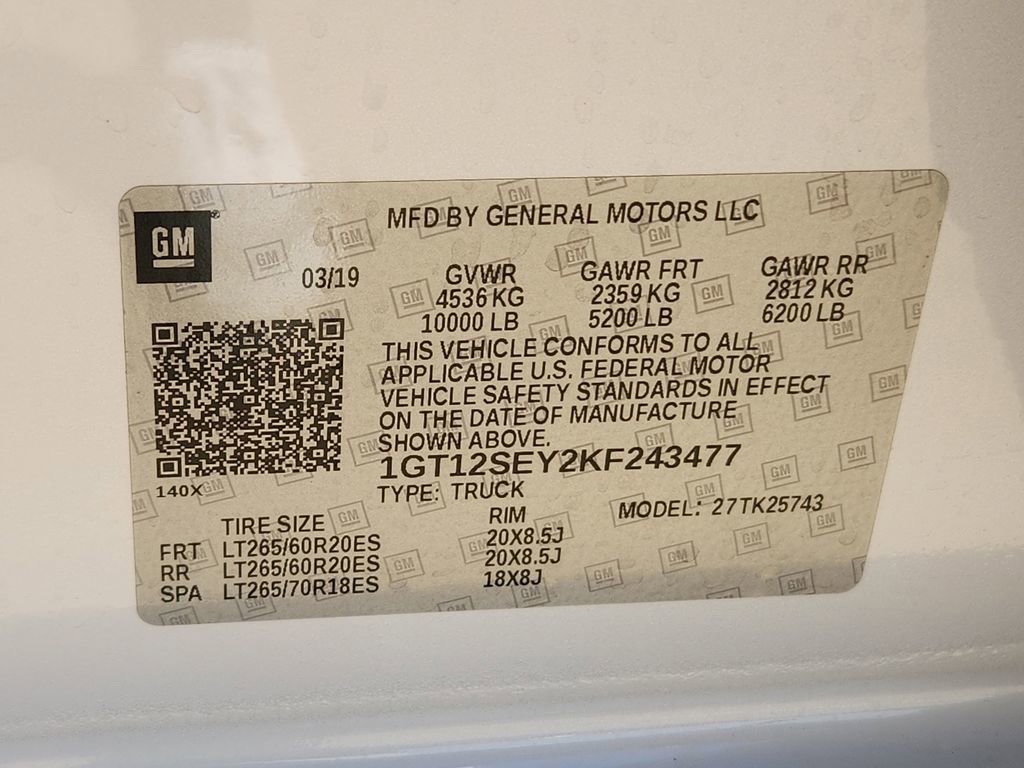 GM
MFD BY GENERAL MOTORS LLC
03/19 GVWR GAWR FRT GAWR RR
4536 KG 2359 KG 2812 KG
10000 LB 5200 LB 6200 LB
THIS VEHICLE CONFORMS TO ALL
APPLICABLE U.S. FEDERAL MOTOR
VEHICLE SAFETY STANDARDS IN EFFECT
ON THE DATE OF MANUFACTURE
SHOWN ABOVE.
1GT12SEY2KF243477
140X
TYPE: TRUCK
MODEL: 27TK25743
TIRE SIZE RIM
FRT LT265/60R20ES 20X8.5J
RR LT265/60R20ES 20X8.5J
SPA LT265/70R18ES 18X8J